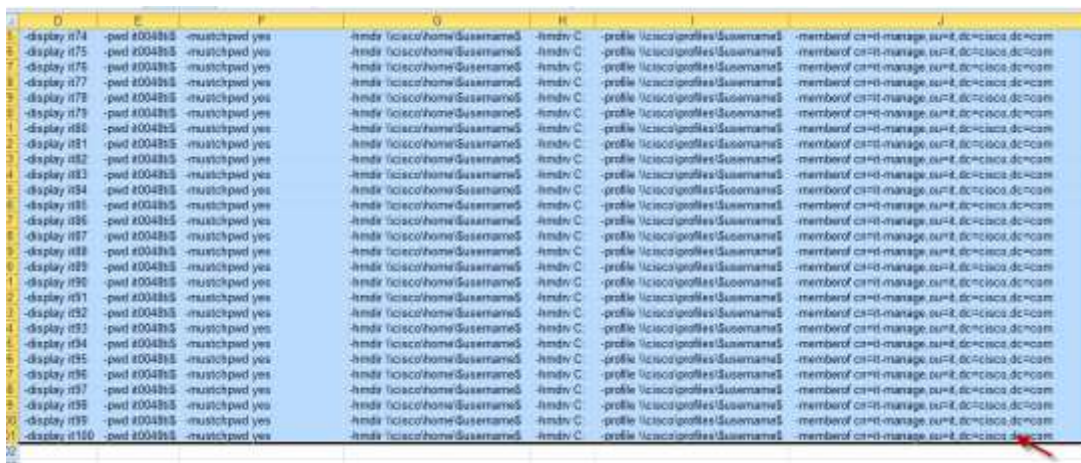 D E F G H I J
-display it74 -pwd -mustchpwd yes -hmdir \\cisco\home\$username$ -hmdrv C: -profile \\cisco\profiles\$username$ -memberof cn=it-manage,ou=it,dc=cisco,dc=com
-display it75 -pwd -mustchpwd yes -hmdir \\cisco\home\$username$ -hmdrv C: -profile \\cisco\profiles\$username$ -memberof cn=it-manage,ou=it,dc=cisco,dc=com
-display it76 -pwd -mustchpwd yes -hmdir \\cisco\home\$username$ -hmdrv C: -profile \\cisco\profiles\$username$ -memberof cn=it-manage,ou=it,dc=cisco,dc=com
-display it77 -pwd -mustchpwd yes -hmdir \\cisco\home\$username$ -hmdrv C: -profile \\cisco\profiles\$username$ -memberof cn=it-manage,ou=it,dc=cisco,dc=com
-display it78 -pwd -mustchpwd yes -hmdir \\cisco\home\$username$ -hmdrv C: -profile \\cisco\profiles\$username$ -memberof cn=it-manage,ou=it,dc=cisco,dc=com
-display it79 -pwd -mustchpwd yes -hmdir \\cisco\home\$username$ -hmdrv C: -profile \\cisco\profiles\$username$ -memberof cn=it-manage,ou=it,dc=cisco,dc=com
-display it80 -pwd -mustchpwd yes -hmdir \\cisco\home\$username$ -hmdrv C: -profile \\cisco\profiles\$username$ -memberof cn=it-manage,ou=it,dc=cisco,dc=com
-display it81 -pwd -mustchpwd yes -hmdir \\cisco\home\$username$ -hmdrv C: -profile \\cisco\profiles\$username$ -memberof cn=it-manage,ou=it,dc=cisco,dc=com
-display it82 -pwd -mustchpwd yes -hmdir \\cisco\home\$username$ -hmdrv C: -profile \\cisco\profiles\$username$ -memberof cn=it-manage,ou=it,dc=cisco,dc=com
-display it83 -pwd -mustchpwd yes -hmdir \\cisco\home\$username$ -hmdrv C: -profile \\cisco\profiles\$username$ -memberof cn=it-manage,ou=it,dc=cisco,dc=com
-display it84 -pwd -mustchpwd yes -hmdir \\cisco\home\$username$ -hmdrv C: -profile \\cisco\profiles\$username$ -memberof cn=it-manage,ou=it,dc=cisco,dc=com
-display it85 -pwd -mustchpwd yes -hmdir \\cisco\home\$username$ -hmdrv C: -profile \\cisco\profiles\$username$ -memberof cn=it-manage,ou=it,dc=cisco,dc=com
-display it86 -pwd -mustchpwd yes -hmdir \\cisco\home\$username$ -hmdrv C: -profile \\cisco\profiles\$username$ -memberof cn=it-manage,ou=it,dc=cisco,dc=com
-display it87 -pwd -mustchpwd yes -hmdir \\cisco\home\$username$ -hmdrv C: -profile \\cisco\profiles\$username$ -memberof cn=it-manage,ou=it,dc=cisco,dc=com
-display it88 -pwd -mustchpwd yes -hmdir \\cisco\home\$username$ -hmdrv C: -profile \\cisco\profiles\$username$ -memberof cn=it-manage,ou=it,dc=cisco,dc=com
-display it89 -pwd -mustchpwd yes -hmdir \\cisco\home\$username$ -hmdrv C: -profile \\cisco\profiles\$username$ -memberof cn=it-manage,ou=it,dc=cisco,dc=com
-display it90 -pwd -mustchpwd yes -hmdir \\cisco\home\$username$ -hmdrv C: -profile \\cisco\profiles\$username$ -memberof cn=it-manage,ou=it,dc=cisco,dc=com
-display it91 -pwd -mustchpwd yes -hmdir \\cisco\home\$username$ -hmdrv C: -profile \\cisco\profiles\$username$ -memberof cn=it-manage,ou=it,dc=cisco,dc=com
-display it92 -pwd -mustchpwd yes -hmdir \\cisco\home\$username$ -hmdrv C: -profile \\cisco\profiles\$username$ -memberof cn=it-manage,ou=it,dc=cisco,dc=com
-display it93 -pwd -mustchpwd yes -hmdir \\cisco\home\$username$ -hmdrv C: -profile \\cisco\profiles\$username$ -memberof cn=it-manage,ou=it,dc=cisco,dc=com
-display it94 -pwd -mustchpwd yes -hmdir \\cisco\home\$username$ -hmdrv C: -profile \\cisco\profiles\$username$ -memberof cn=it-manage,ou=it,dc=cisco,dc=com
-display it95 -pwd -mustchpwd yes -hmdir \\cisco\home\$username$ -hmdrv C: -profile \\cisco\profiles\$username$ -memberof cn=it-manage,ou=it,dc=cisco,dc=com
-display it96 -pwd -mustchpwd yes -hmdir \\cisco\home\$username$ -hmdrv C: -profile \\cisco\profiles\$username$ -memberof cn=it-manage,ou=it,dc=cisco,dc=com
-display it97 -pwd -mustchpwd yes -hmdir \\cisco\home\$username$ -hmdrv C: -profile \\cisco\profiles\$username$ -memberof cn=it-manage,ou=it,dc=cisco,dc=com
-display it98 -pwd -mustchpwd yes -hmdir \\cisco\home\$username$ -hmdrv C: -profile \\cisco\profiles\$username$ -memberof cn=it-manage,ou=it,dc=cisco,dc=com
-display it99 -pwd -mustchpwd yes -hmdir \\cisco\home\$username$ -hmdrv C: -profile \\cisco\profiles\$username$ -memberof cn=it-manage,ou=it,dc=cisco,dc=com
-display it100 -pwd -mustchpwd yes -hmdir \\cisco\home\$username$ -hmdrv C: -profile \\cisco\profiles\$username$ -memberof cn=it-manage,ou=it,dc=cisco,dc=com